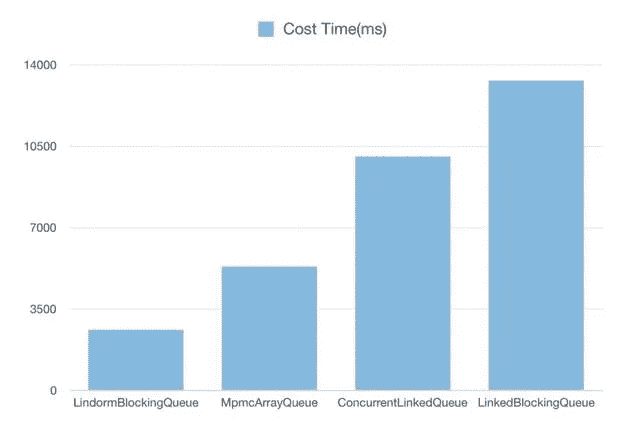 Cost Time(ms)
14000
10500
7000
3500
0
LindormBlockingQueue MpmcArrayQueue ConcurrentLinkedQueue LinkedBlockingQueue